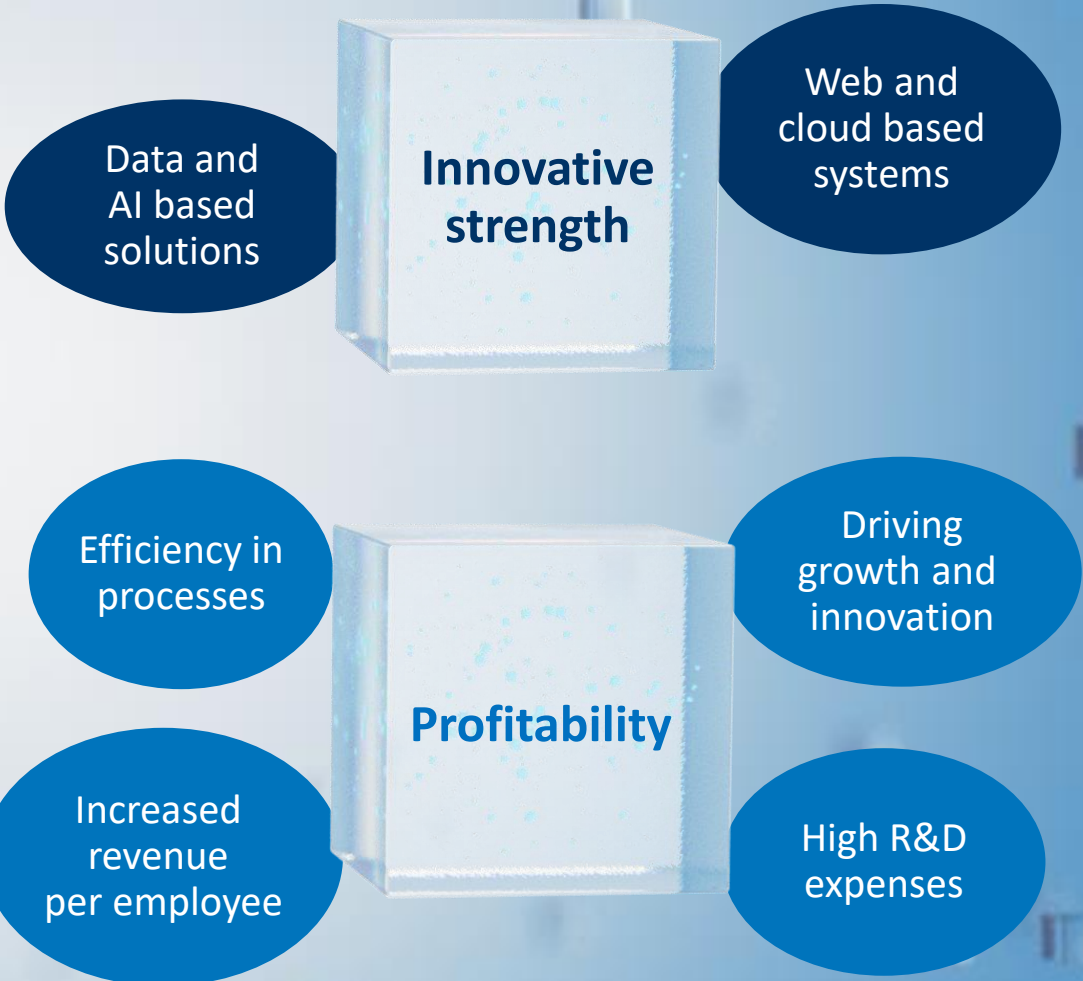 Data and
AI based
solutions
Innovative
strength
Web and
cloud based
systems
Efficiency in
processes
Driving
growth and
innovation
Profitability
Increased
revenue
per employee
High R&D
expenses